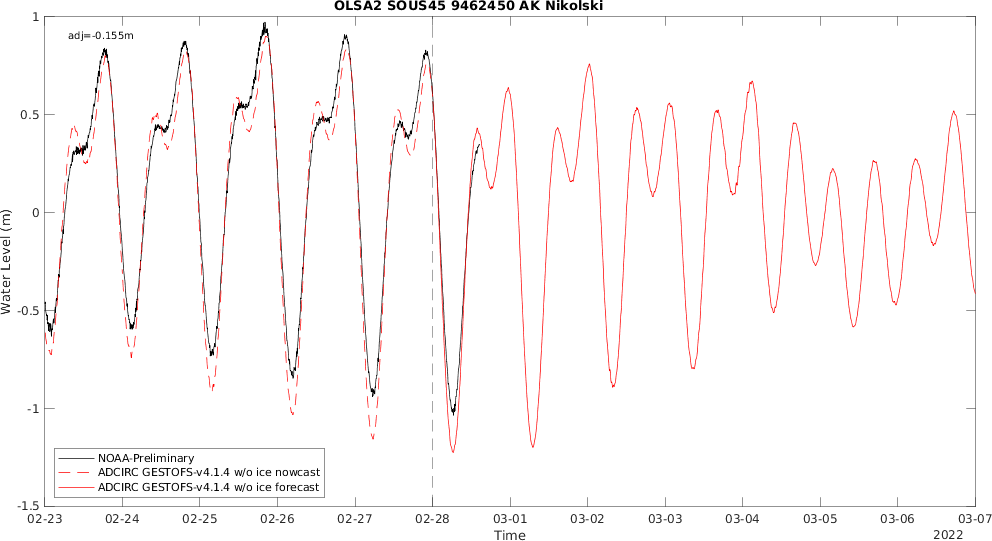 OLSA2 SOUS45 9462450 AK Nikolski
adj=-0.155m
1
0.5
0
-0.5
-1
-1.5
Water Level (m)
NOAA-Preliminary
ADCIRC GESTOFS-v4.1.4 w/o ice nowcast
ADCIRC GESTOFS-v4.1.4 w/o ice forecast
02-23 02-24 02-25 02-26 02-27 02-28 03-01 03-02 03-03 03-04 03-05 03-06 03-07
Time
2022